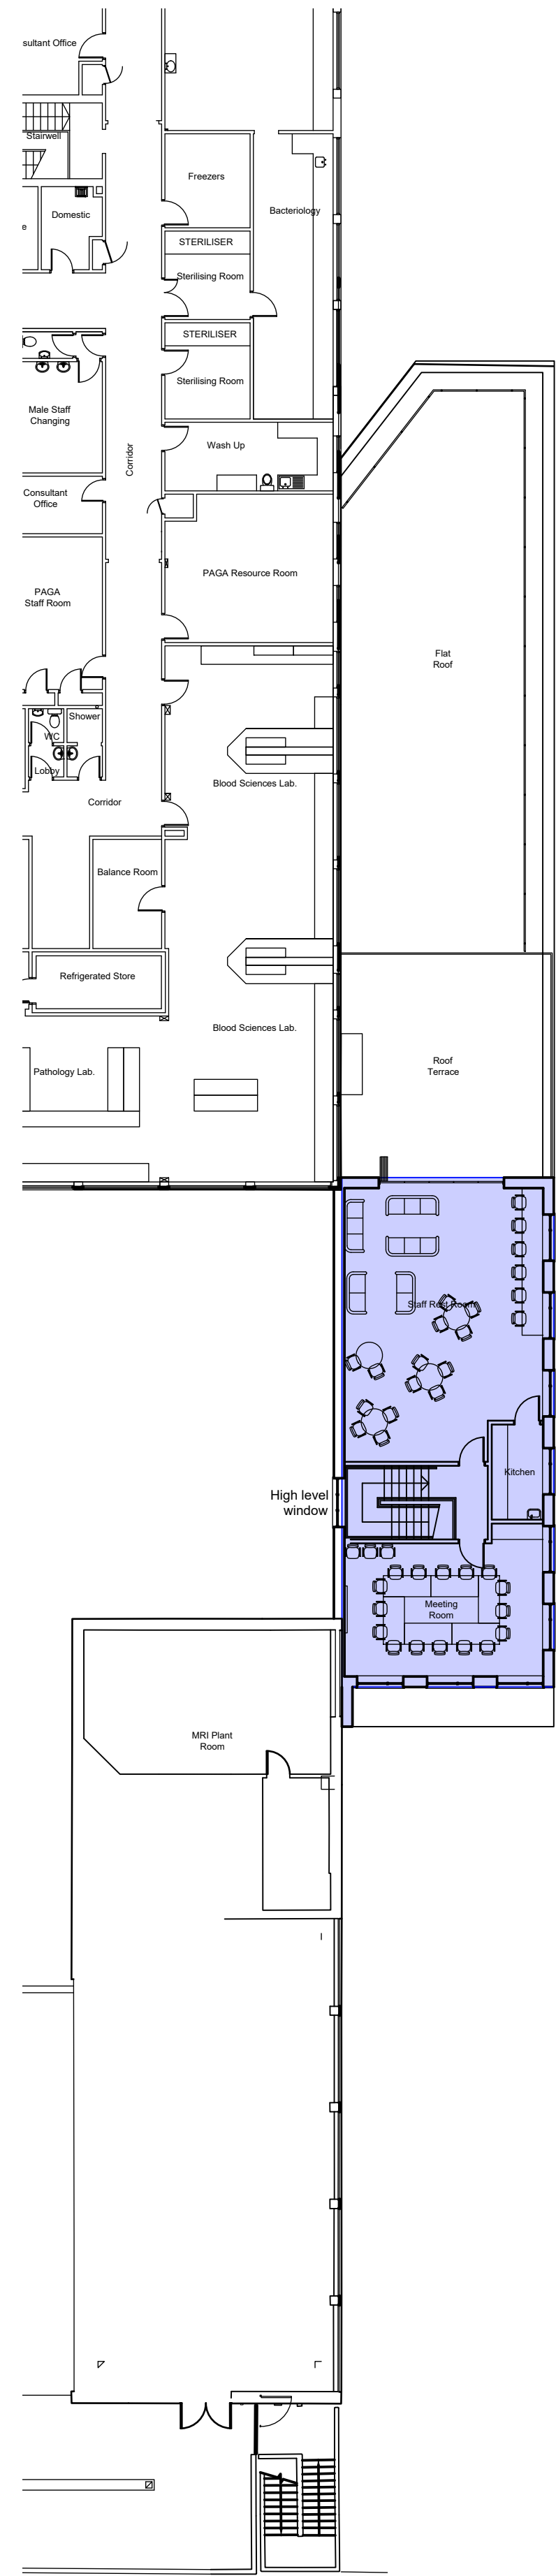 sultant Office
Stairwell
Freezers
Domestic
Bacteriology
e
STERILISER
Sterilising Room
STERILISER
Sterilising Room
Male Staff
Changing
Wash Up
Corridor
Consultant
Office
PAGA Resource Room
PAGA
Staff Room
Flat
Roof
Shower
WC
Lobby
Blood Sciences Lab.
Corridor
Balance Room
Refrigerated Store
Blood Sciences Lab.
Pathology Lab.
Roof
Terrace
Staff Rest Room
Kitchen
High level
window
Meeting
Room
MRI Plant
Room